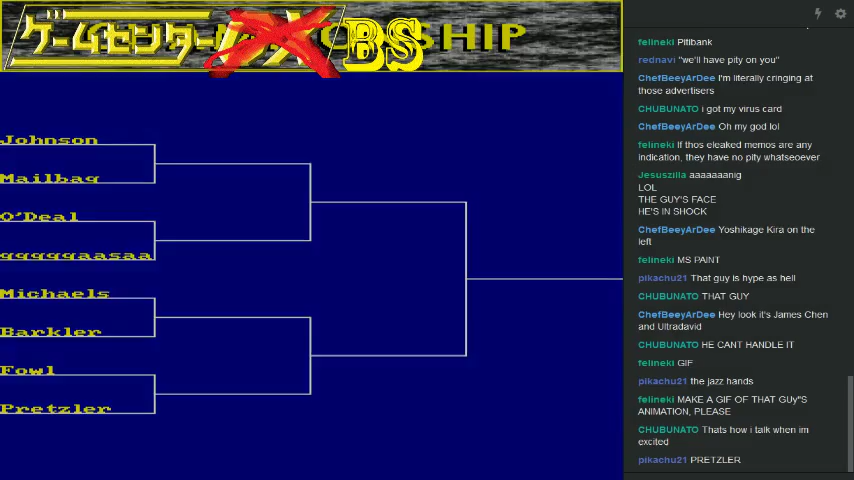 ゲームセンターDX BS
SHIP
Johnson
Mailbag
O'Deal
qqqqqaasaa
Michaels
Barkler
Fowl
Pretzler
felineki Pitibank
rednavi "we'll have pity on you"
ChefBeeyArDee I'm literally cringing at
those advertisers
CHUBUNATO i got my virus card
ChefBeeyArDee Oh my god lol
felineki If thos eleaked memos are any
indication, they have no pity whatseoever
Jesuszilla aaaaaaanig
LOL
THE GUY'S FACE
HE'S IN SHOCK
ChefBeeyArDee Yoshikage Kira on the
left
felineki MS PAINT
pikachu21 That guy is hype as hell
CHUBUNATO THAT GUY
ChefBeeyArDee Hey look it's James Chen
and Ultradavid
CHUBUNATO HE CANT HANDLE IT
felineki GIF
pikachu21 the jazz hands
felineki MAKE A GIF OF THAT GUy"S
ANIMATION, PLEASE
CHUBUNATO Thats how i talk when im
excited
pikachu21 PRETZLER